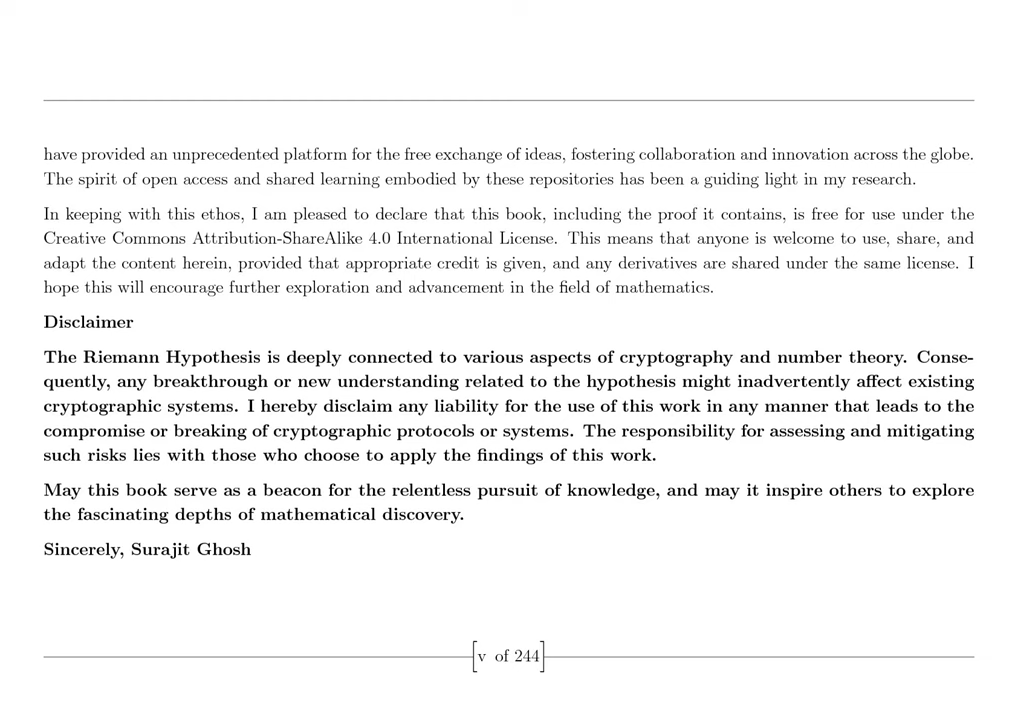 have provided an unprecedented platform for the free exchange of ideas, fostering collaboration and innovation across the globe.
The spirit of open access and shared learning embodied by these repositories has been a guiding light in my research.
In keeping with this ethos, I am pleased to declare that this book, including the proof it contains, is free for use under the
Creative Commons Attribution-ShareAlike 4.0 International License. This means that anyone is welcome to use, share, and
adapt the content herein, provided that appropriate credit is given, and any derivatives are shared under the same license. I
hope this will encourage further exploration and advancement in the field of mathematics.
Disclaimer
The Riemann Hypothesis is deeply connected to various aspects of cryptography and number theory. Conse-
quently, any breakthrough or new understanding related to the hypothesis might inadvertently affect existing
cryptographic systems. I hereby disclaim any liability for the use of this work in any manner that leads to the
compromise or breaking of cryptographic protocols or systems. The responsibility for assessing and mitigating
such risks lies with those who choose to apply the findings of this work.
May this book serve as a beacon for the relentless pursuit of knowledge, and may it inspire others to explore
the fascinating depths of mathematical discovery.
Sincerely, Surajit Ghosh
v of 244